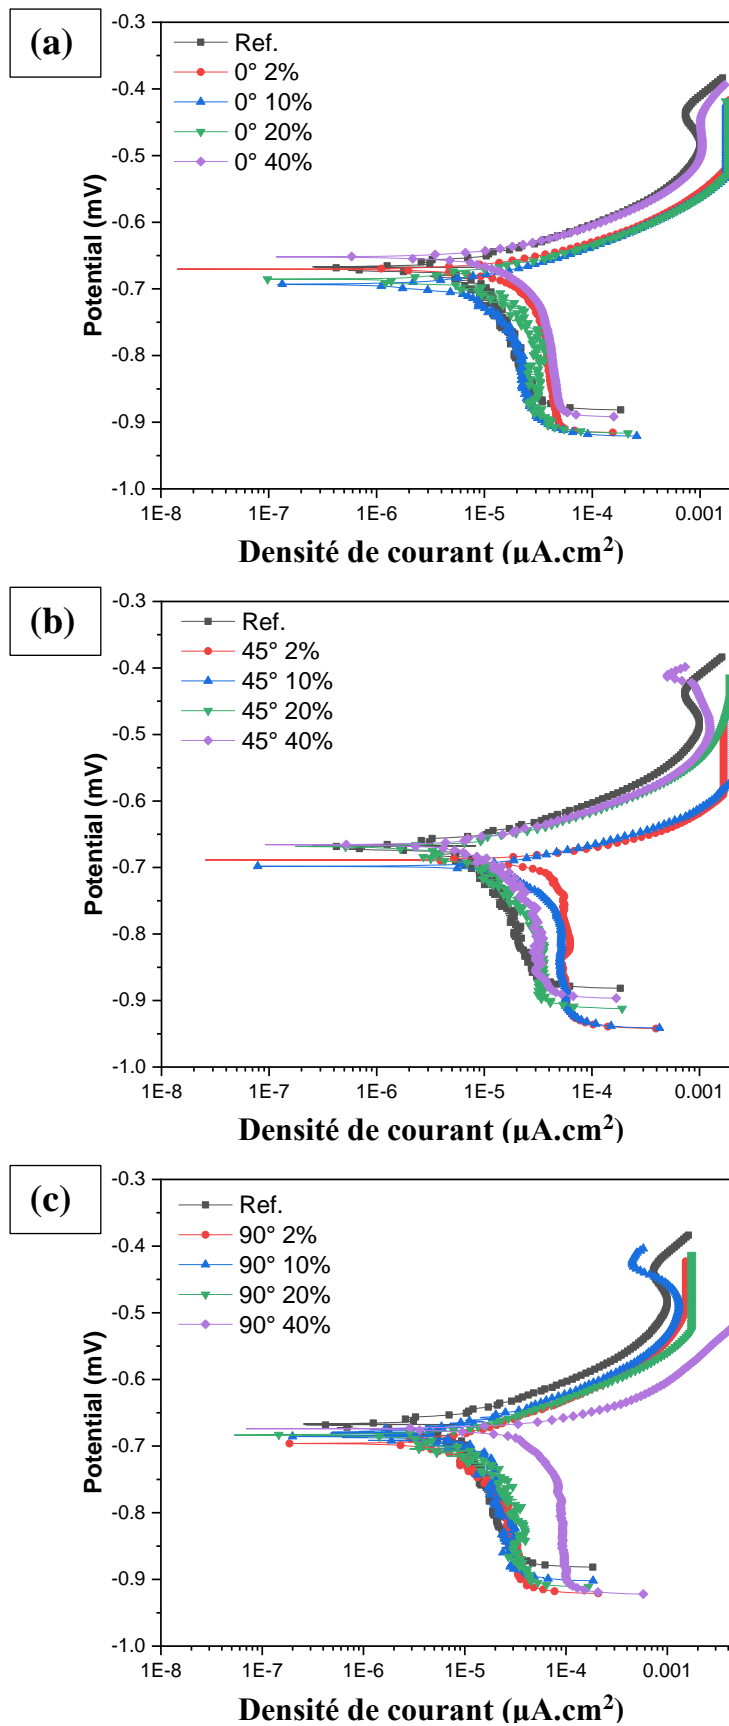 (a)
-0.3
Ref.
0° 2%
0° 10%
0° 20%
0° 40%
-0.4
-0.5
-0.6
-0.7
-0.8
-0.9
-1.0
Potential (mV)
1E-8 1E-7 1E-6 1E-5 1E-4 0.001
Densité de courant (µA.cm²)
(b)
-0.3
Ref.
45° 2%
45° 10%
45° 20%
45° 40%
-0.4
-0.5
-0.6
-0.7
-0.8
-0.9
-1.0
Potential (mV)
1E-8 1E-7 1E-6 1E-5 1E-4 0.001
Densité de courant (µA.cm²)
(c)
-0.3
Ref.
90° 2%
90° 10%
90° 20%
90° 40%
-0.4
-0.5
-0.6
-0.7
-0.8
-0.9
-1.0
Potential (mV)
1E-8 1E-7 1E-6 1E-5 1E-4 0.001
Densité de courant (µA.cm²)